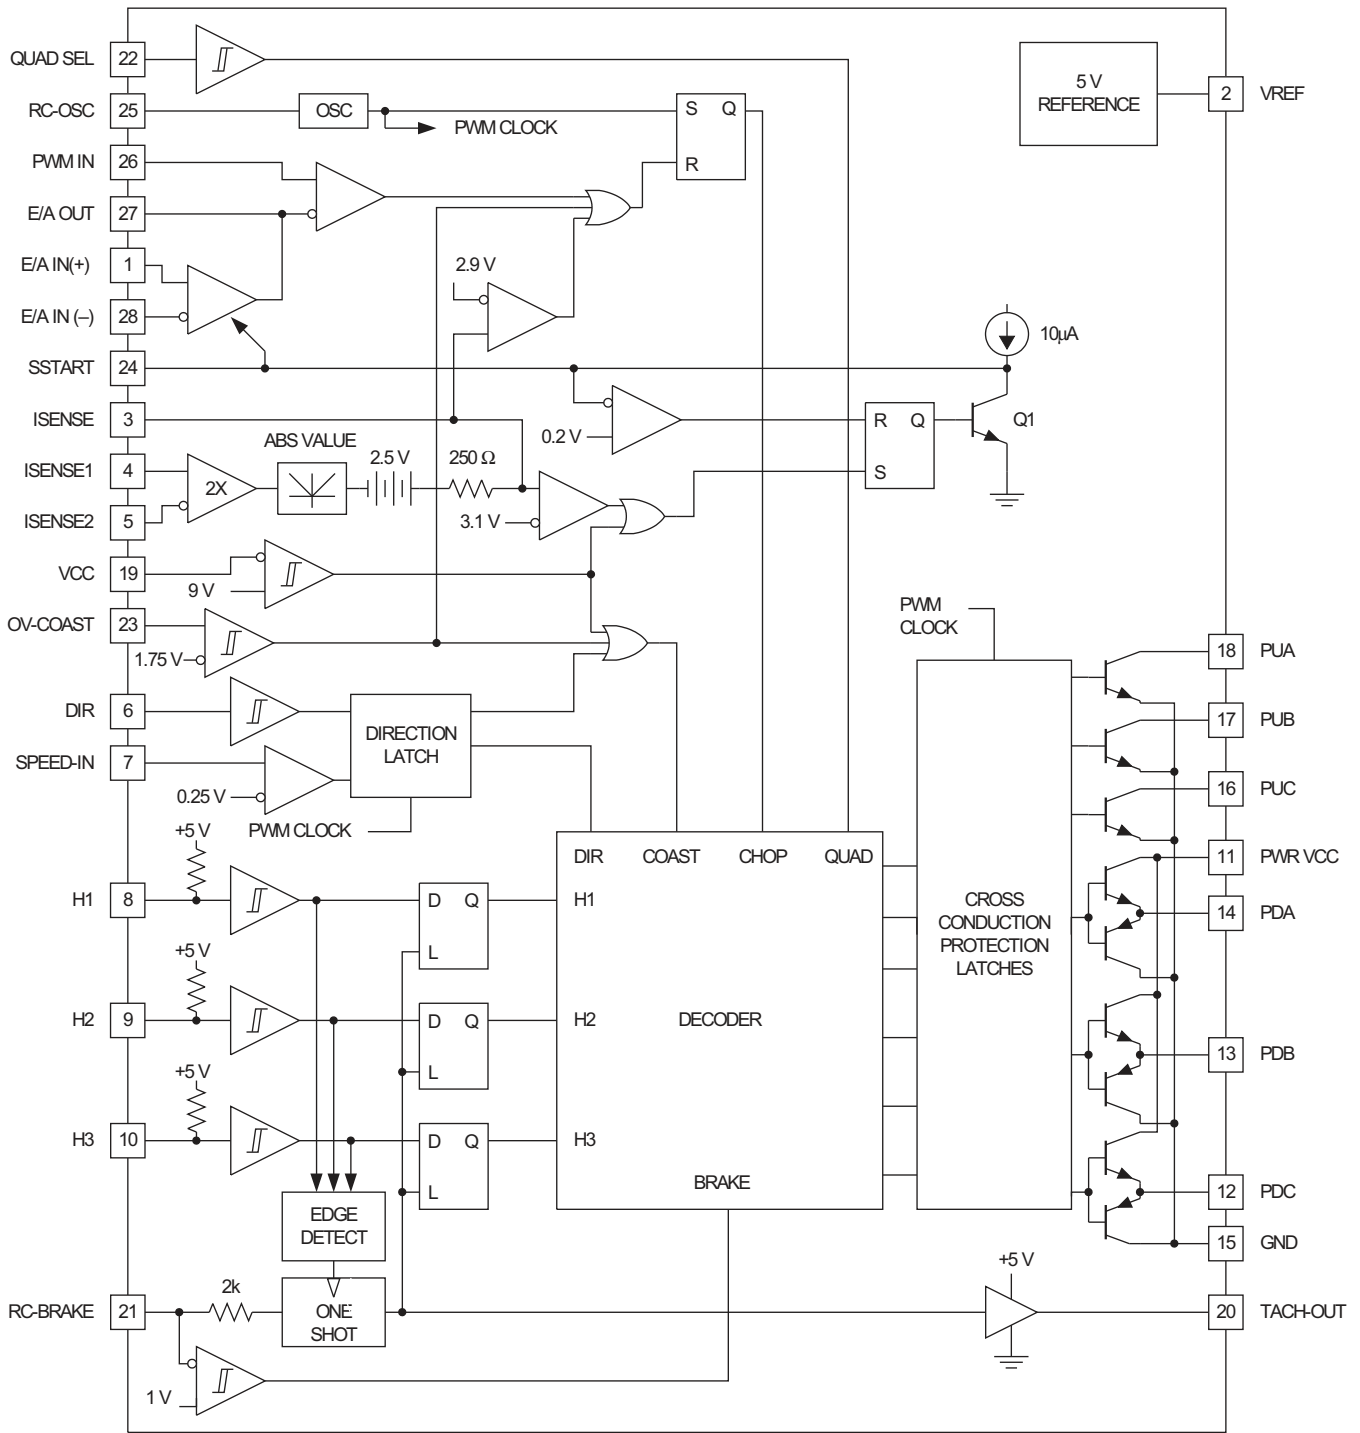 QUAD SEL 22
5 V
REFERENCE
2 VREF
RC-OSC 25 OSC S Q
PWM CLOCK
PWM IN 26 R
E/A OUT 27
E/A IN(+) 1
2.9 V
E/A IN (–) 28
10µA
SSTART 24
ISENSE 3 R Q Q1
0.2 V
ABS VALUE
ISENSE1 4 2.5 V 250 Ω
2X S
ISENSE2 5 3.1 V
VCC 19
9 V
OV-COAST 23
PWM
CLOCK
1.75 V
18 PUA
DIR 6
DIRECTION
LATCH
17 PUB
SPEED-IN 7
0.25 V
16 PUC
+5 V PWM CLOCK
DIR COAST CHOP QUAD
11 PWR VCC
H1 8 D Q H1
L
CROSS
CONDUCTION
PROTECTION
LATCHES
14 PDA
+5 V
H2 9 D Q H2 DECODER
L
13 PDB
+5 V
H3 10 D Q H3
L
BRAKE
12 PDC
EDGE
DETECT
15 GND
+5 V
2k
RC-BRAKE 21 ONE
SHOT
20 TACH-OUT
1 V